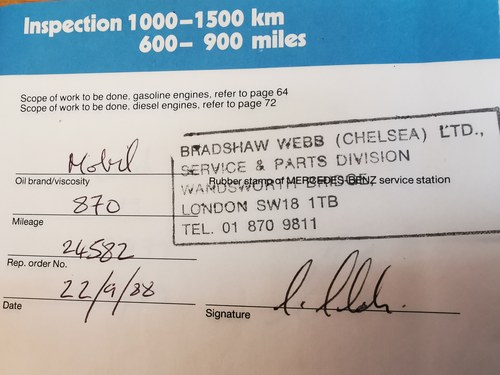 Inspection 1000–1500 km
600– 900 miles
Scope of work to be done, gasoline engines, refer to page 64
Scope of work to be done, diesel engines, refer to page 72
Mobil
Oil brand/viscosity
870
Mileage
24582
Rep. order No.
22/9/88
Date
BRADSHAW WEBB (CHELSEA) LTD.,
SERVICE & PARTS DIVISION
Rubber stamp of MERCEDES-BENZ service station
WANDSWORTH BRIDGE
LONDON SW18 1TB
TEL. 01 870 9811
Signature